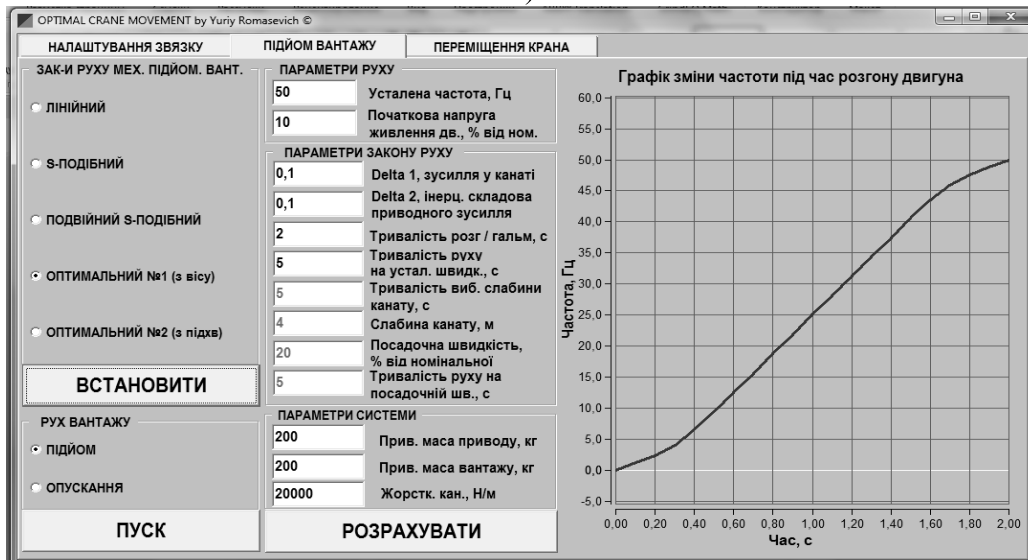 OPTIMAL CRANE MOVEMENT by Yuriy Romasevich ©
НАЛАШТУВАННЯ ЗВЯЗКУ
ПІДЙОМ ВАНТАЖУ
ПЕРЕМІЩЕННЯ КРАНА
ЗАК-И РУХУ МЕХ. ПІДЙОМ. ВАНТ.
ЛІНІЙНИЙ
S-ПОДІБНИЙ
ПОДВІЙНИЙ S-ПОДІБНИЙ
ОПТИМАЛЬНИЙ №1 (з вісу)
ОПТИМАЛЬНИЙ №2 (з підхв)
ВСТАНОВИТИ
РУХ ВАНТАЖУ
ПІДЙОМ
ОПУСКАННЯ
ПУСК
ПАРАМЕТРИ РУХУ
50
Усталена частота, Гц
10
Початкова напруга
живлення дв., % від ном.
ПАРАМЕТРИ ЗАКОНУ РУХУ
0,1
Delta 1, зусилля у канаті
0,1
Delta 2, інерц. складова
приводного зусилля
2
Тривалість розг / гальм, с
5
Тривалість руху
на устал. швидк., с
5
Тривалість виб. слабини
канату, с
4
Слабина канату, м
20
Посадочна швидкість,
% від номінальної
5
Тривалість руху на
посадочній шв., с
ПАРАМЕТРИ СИСТЕМИ
200
Прив. маса приводу, кг
200
Прив. маса вантажу, кг
20000
Жорстк. кан., Н/м
РОЗРАХУВАТИ
Графік зміни частоти під час розгону двигуна
Частота, Гц
60,0
55,0
50,0
45,0
40,0
35,0
30,0
25,0
20,0
15,0
10,0
5,0
0,0
-5,0
0,00 0,20 0,40 0,60 0,80 1,00 1,20 1,40 1,60 1,80 2,00
Час, с